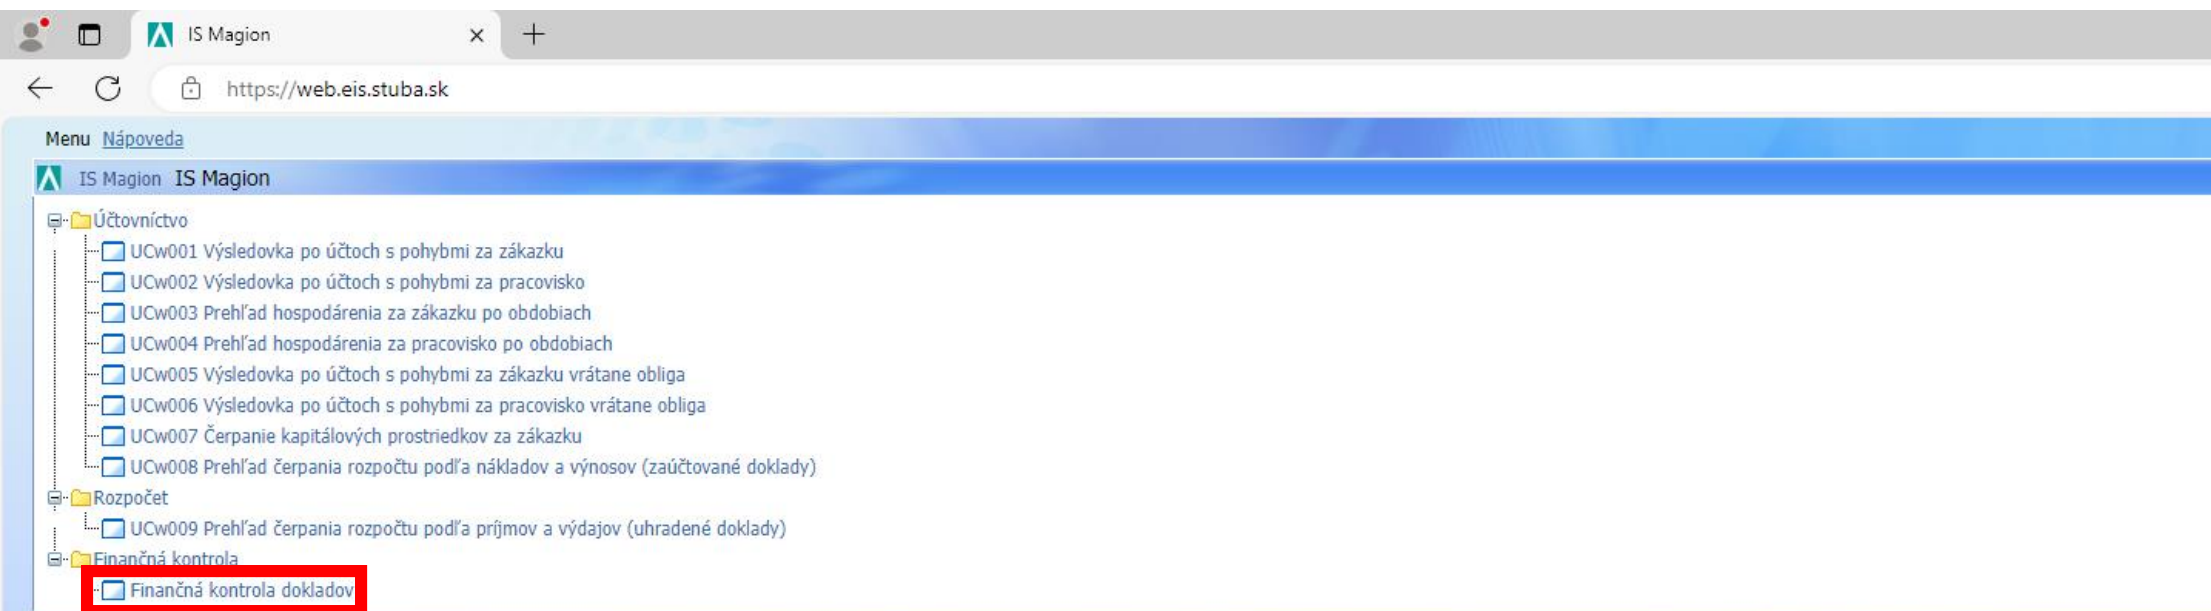 IS Magion
https://web.eis.stuba.sk
Menu Nápoveda
IS Magion IS Magion
Účtovníctvo
UCw001 Výsledovka po účtoch s pohybmi za zákazku
UCw002 Výsledovka po účtoch s pohybmi za pracovisko
UCw003 Prehľad hospodárenia za zákazku po obdobiach
UCw004 Prehľad hospodárenia za pracovisko po obdobiach
UCw005 Výsledovka po účtoch s pohybmi za zákazku vrátane obliga
UCw006 Výsledovka po účtoch s pohybmi za pracovisko vrátane obliga
UCw007 Čerpanie kapitálových prostriedkov za zákazku
UCw008 Prehľad čerpania rozpočtu podľa nákladov a výnosov (zaúčtované doklady)
Rozpočet
UCw009 Prehľad čerpania rozpočtu podľa príjmov a výdajov (uhradené doklady)
Finančná kontrola
Finančná kontrola dokladov